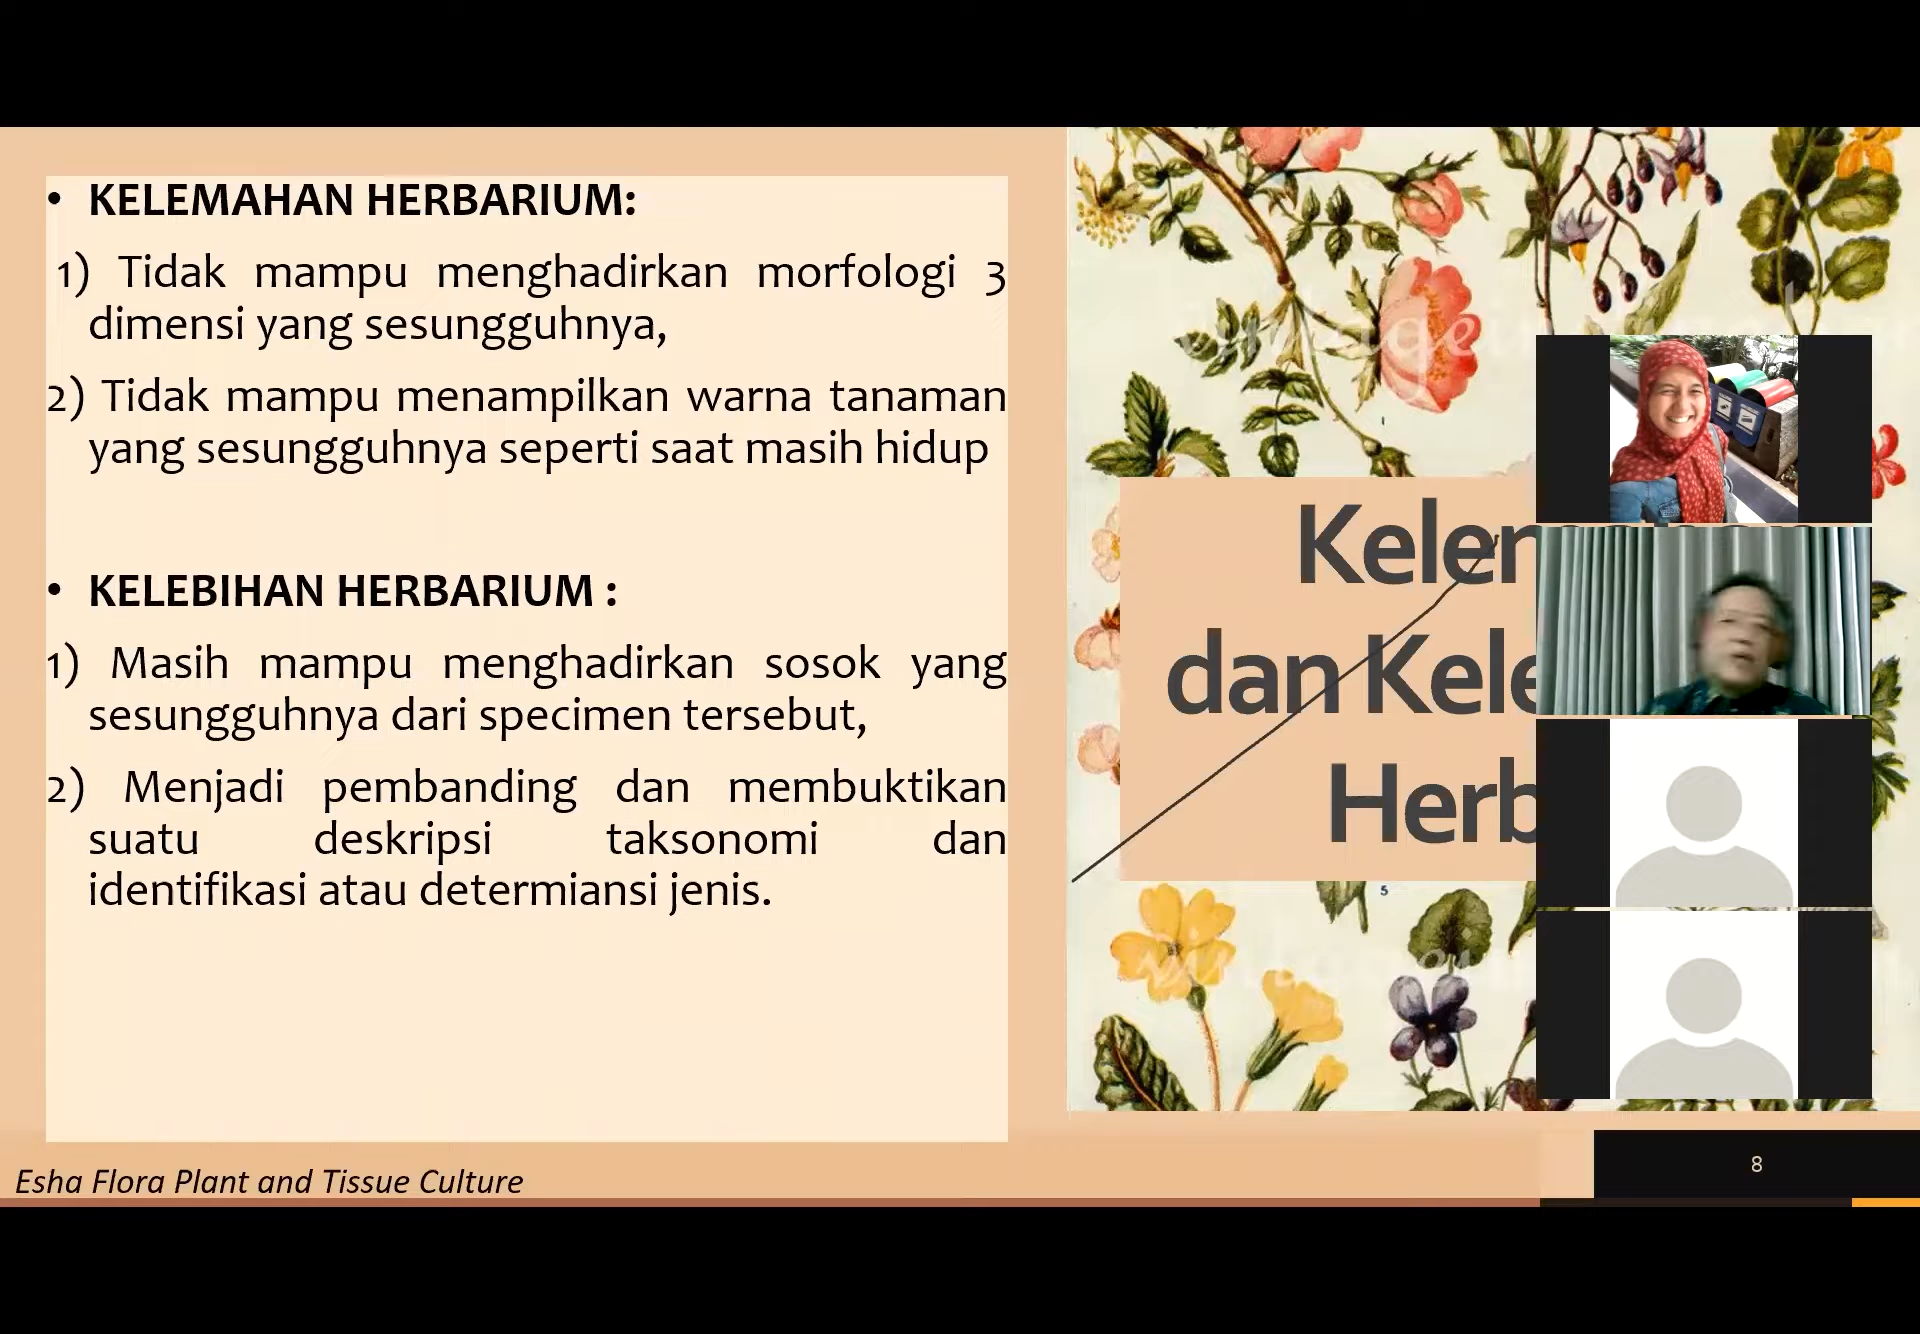 • KELEMAHAN HERBARIUM:
1) Tidak mampu menghadirkan morfologi 3
dimensi yang sesungguhnya,
2) Tidak mampu menampilkan warna tanaman
yang sesungguhnya seperti saat masih hidup
• KELEBIHAN HERBARIUM :
1) Masih mampu menghadirkan sosok yang
sesungguhnya dari specimen tersebut,
2) Menjadi pembanding dan membuktikan
suatu deskripsi taksonomi dan
identifikasi atau determiansi jenis.
dan
5
Esha Flora Plant and Tissue Culture
8